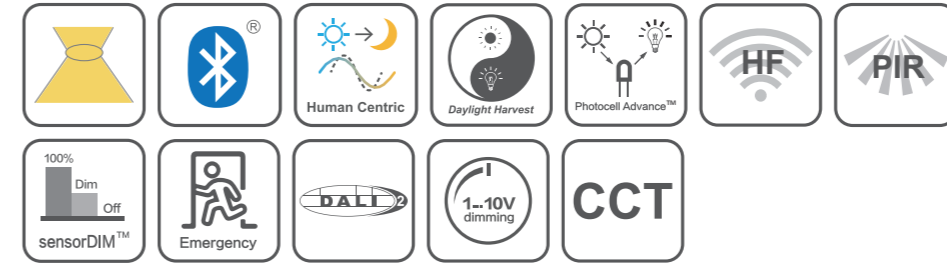 ®
Human Centric
Daylight Harvest
Photocell Advance™
HF
PIR
100%
Dim
Off
sensorDIM™
Emergency
DALI 2
1...10V
dimming
CCT